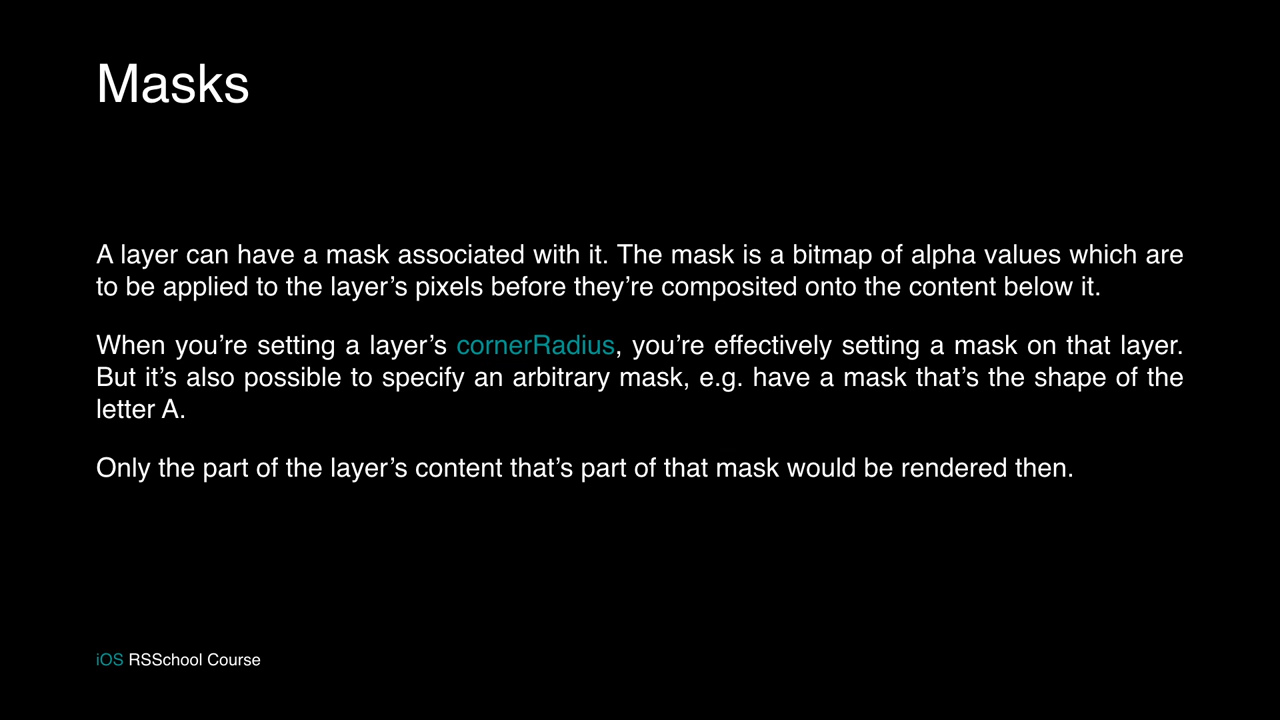 Masks
A layer can have a mask associated with it. The mask is a bitmap of alpha values which are
to be applied to the layer’s pixels before they’re composited onto the content below it.
When you’re setting a layer’s cornerRadius, you’re effectively setting a mask on that layer.
But it’s also possible to specify an arbitrary mask, e.g. have a mask that’s the shape of the
letter A.
Only the part of the layer’s content that’s part of that mask would be rendered then.
iOS RSSchool Course